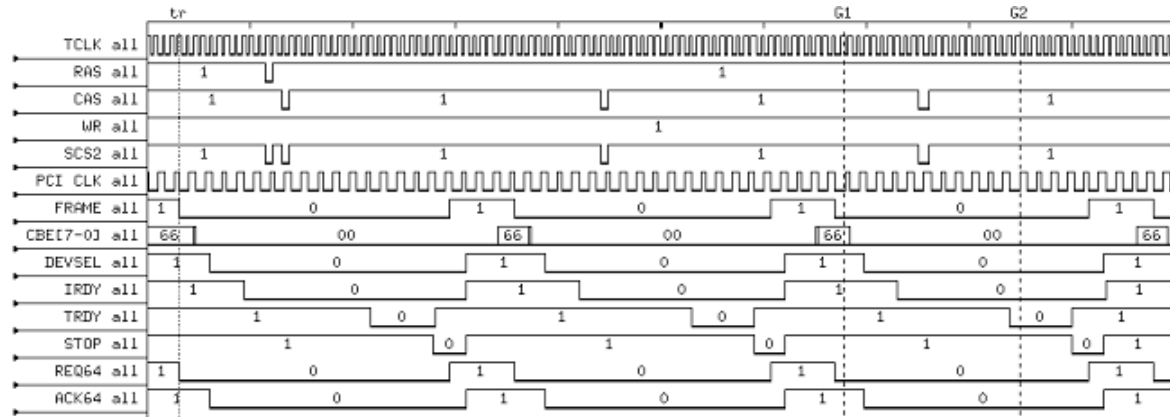 tr G1 G2
TCLK all
RAS all 1 1
CAS all 1 1 1 1
WR all 1
SCS2 all 1 1 1 1
PCI CLK all
FRAME all 1 0 1 0 1 0 1
CBE[7-0] all 66 00 66 00 66 00 66
DEVSEL all 1 0 1 0 1 0 1
IRDY all 1 0 1 0 1 0 1
TRDY all 1 0 1 0 1 0 1
STOP all 1 0 1 0 1 0 1
REQ64 all 1 0 1 0 1 0 1
ACK64 all 1 0 1 0 1 0 1